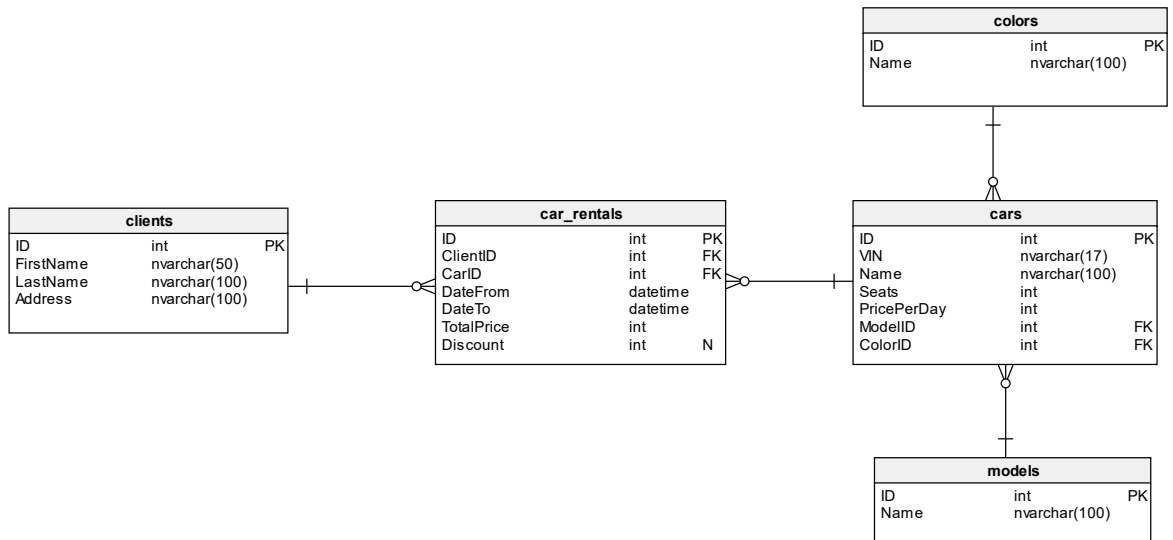 colors
ID int PK
Name nvarchar(100)
clients
ID int PK
FirstName nvarchar(50)
LastName nvarchar(100)
Address nvarchar(100)
car_rentals
ID int PK
ClientID int FK
CarID int FK
DateFrom datetime
DateTo datetime
TotalPrice int
Discount int N
cars
ID int PK
VIN nvarchar(17)
Name nvarchar(100)
Seats int
PricePerDay int
ModelID int FK
ColorID int FK
models
ID int PK
Name nvarchar(100)